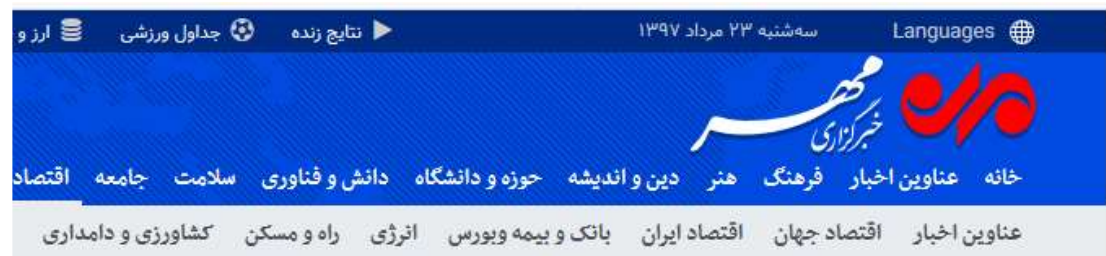 Languages سه‌شنبه ۲۳ مرداد ۱۳۹۷ نتایج زنده جداول ورزشی ارز و
خبرگزاری مهر
خانه عناوین اخبار فرهنگ هنر دین و اندیشه حوزه و دانشگاه دانش و فناوری سلامت جامعه اقتصاد
عناوین اخبار اقتصاد جهان اقتصاد ایران بانک و بیمه وبورس انرژی راه و مسکن کشاورزی و دامداری